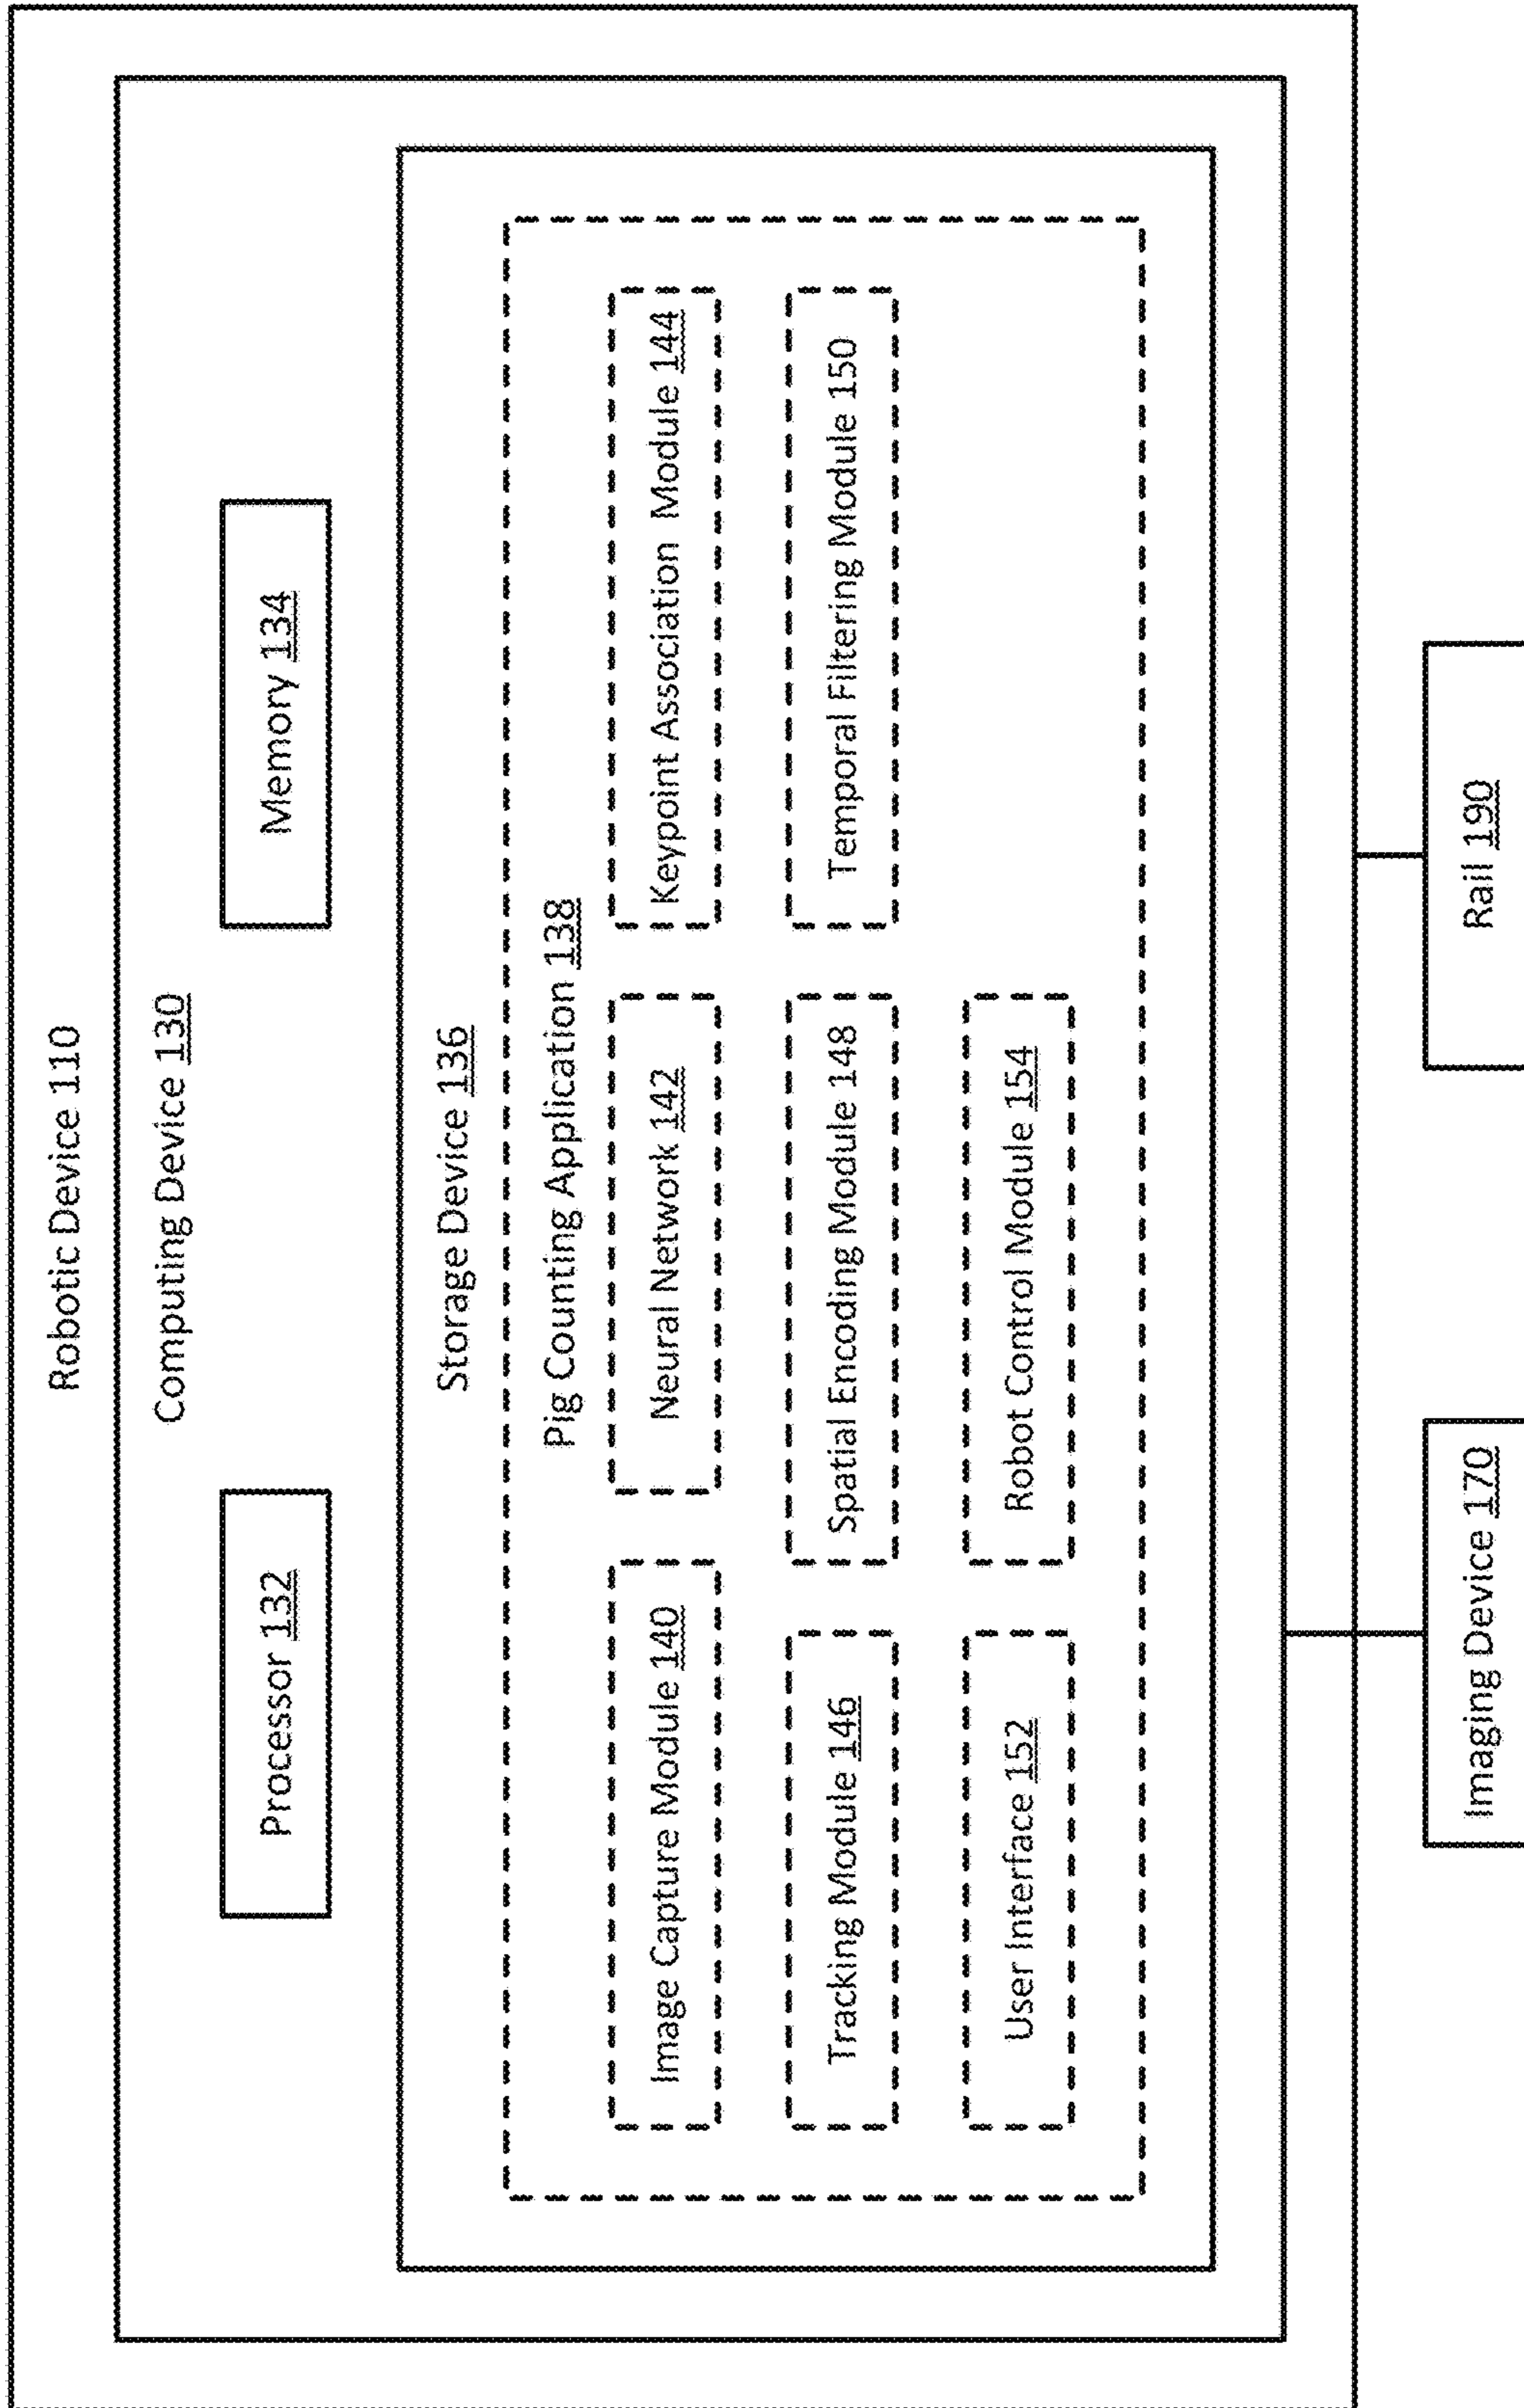 Robotic Device 110
Computing Device 130
Processor 132
Memory 134
Storage Device 136
Pig Counting Application 138
Image Capture Module 140
Neural Network 142
Keypoint Association Module 144
Tracking Module 146
Spatial Encoding Module 148
Temporal Filtering Module 150
User Interface 152
Robot Control Module 154
Imaging Device 170
Rail 190